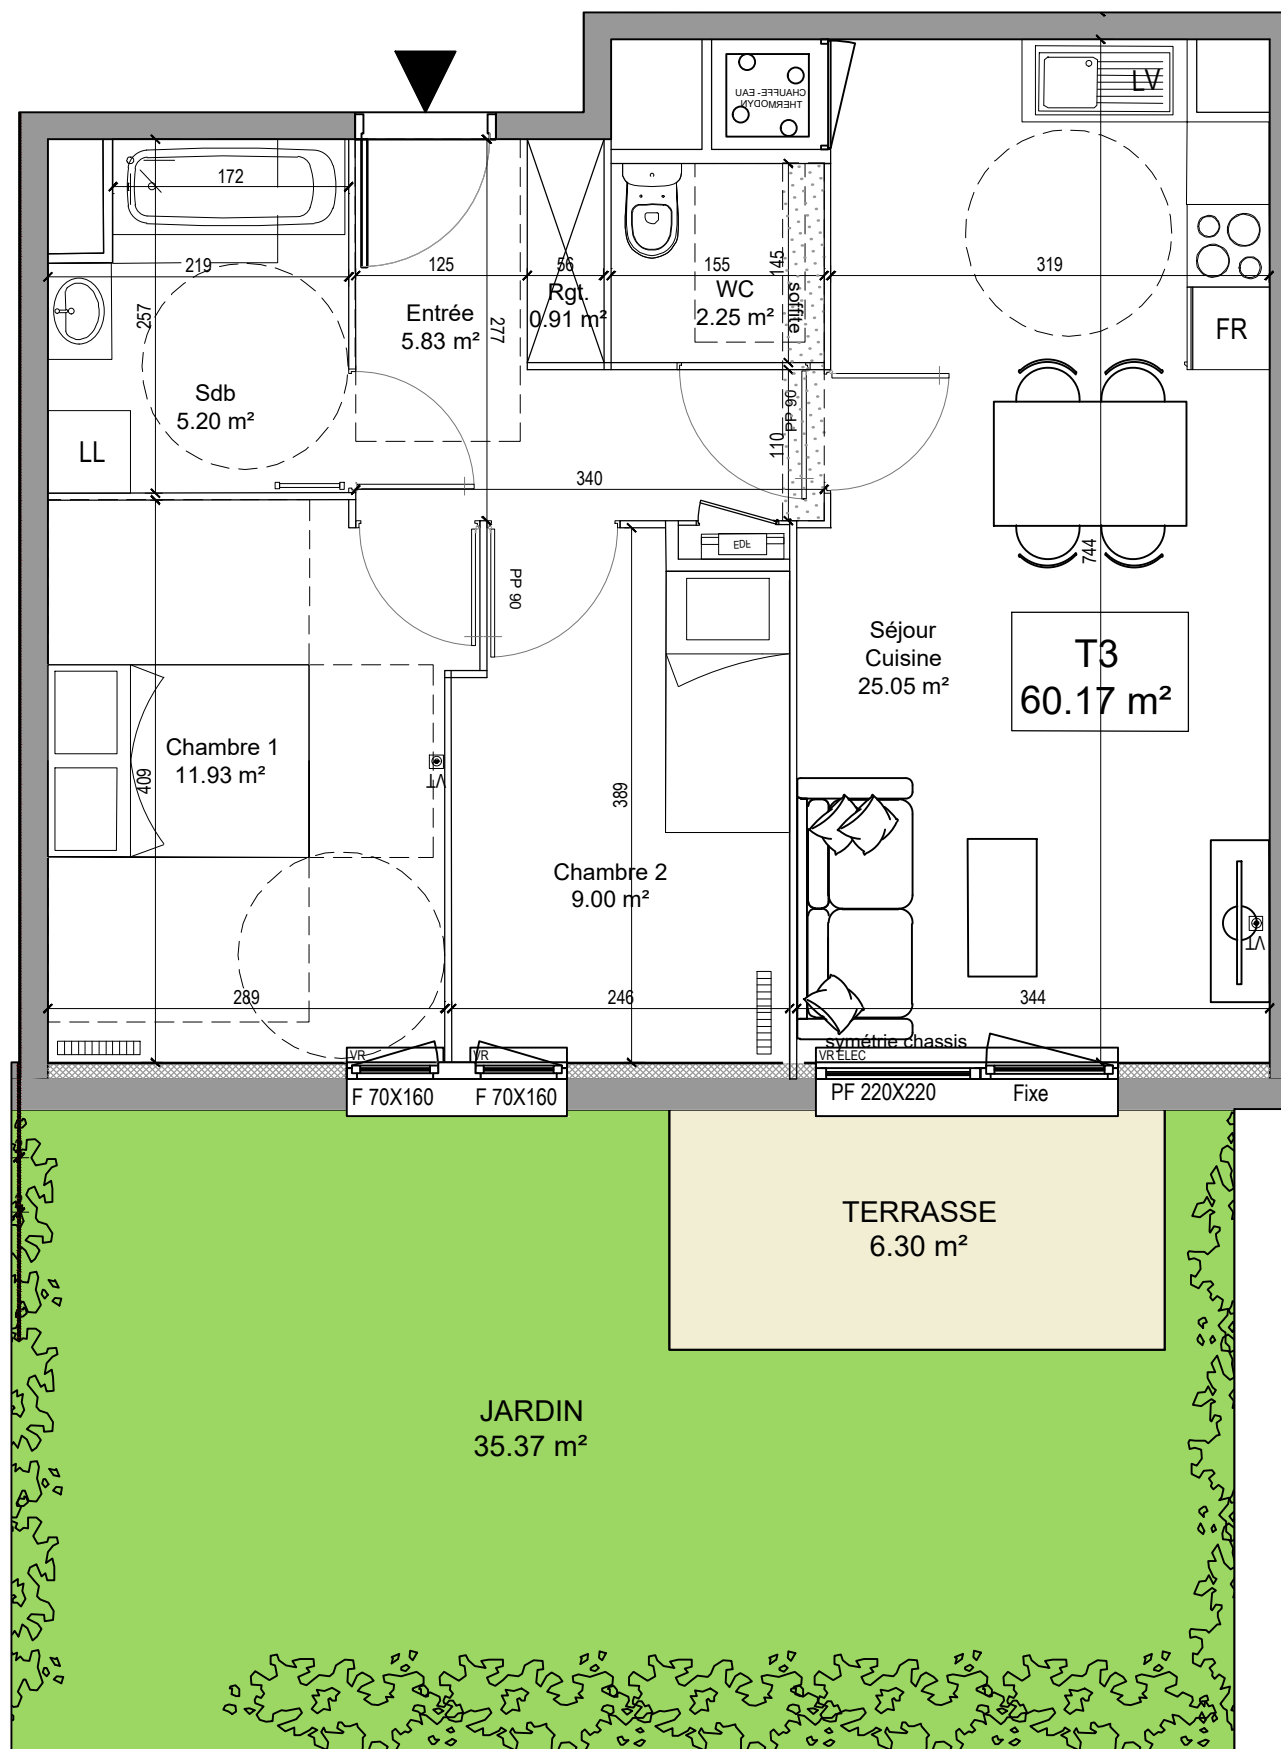 CHAUFFE- EAU
THERMODYN
LV
172
219
125
56
155
145
319
257
Entrée
5.83 m²
277
Rgt.
0.91 m²
WC
2.25 m²
soffite
FR
Sdb
5.20 m²
LL
340
110
PP 90
EDF
744
PP 90
Séjour
Cuisine
25.05 m²
T3
60.17 m²
Chambre 1
11.93 m²
409
VT
389
Chambre 2
9.00 m²
VT
289
246
344
symétrie chassis
VR
VR
VR ELEC
F 70X160
F 70X160
PF 220X220
Fixe
TERRASSE
6.30 m²
JARDIN
35.37 m²